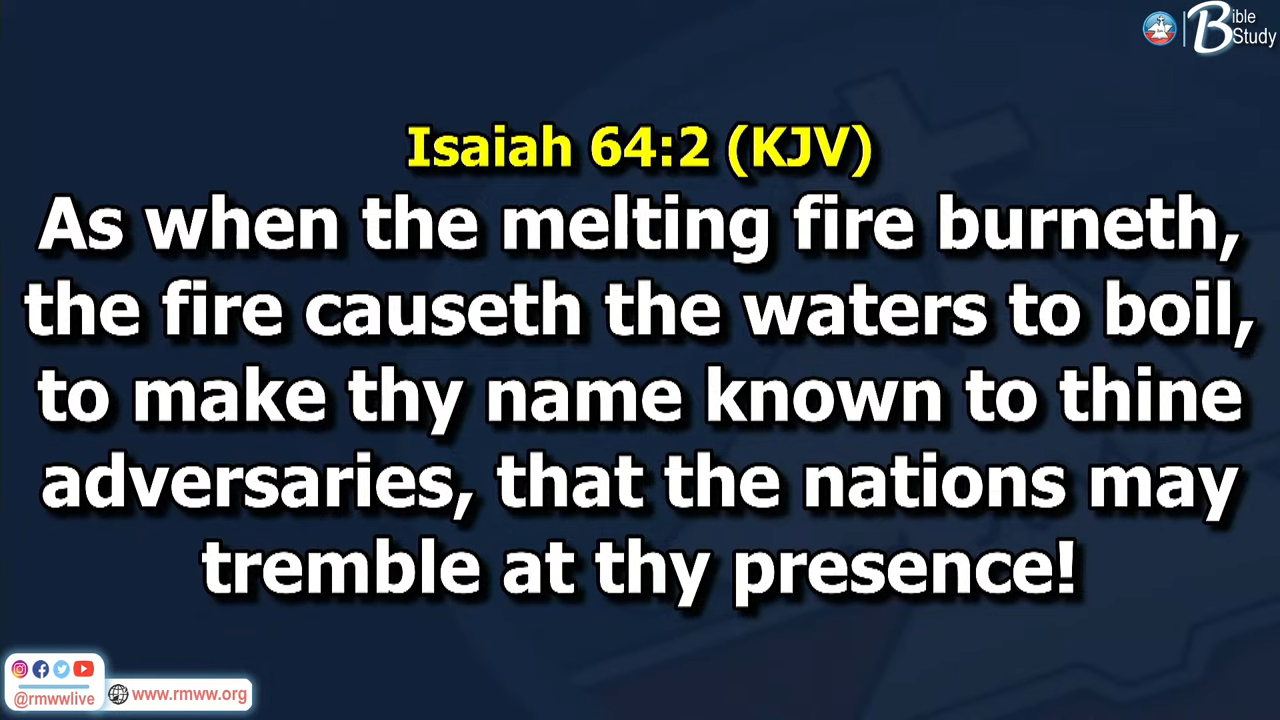 Bible
Study
Isaiah 64:2 (KJV)
As when the melting fire burneth,
the fire causeth the waters to boil,
to make thy name known to thine
adversaries, that the nations may
tremble at thy presence!
@rmwwlive
www.rmww.org